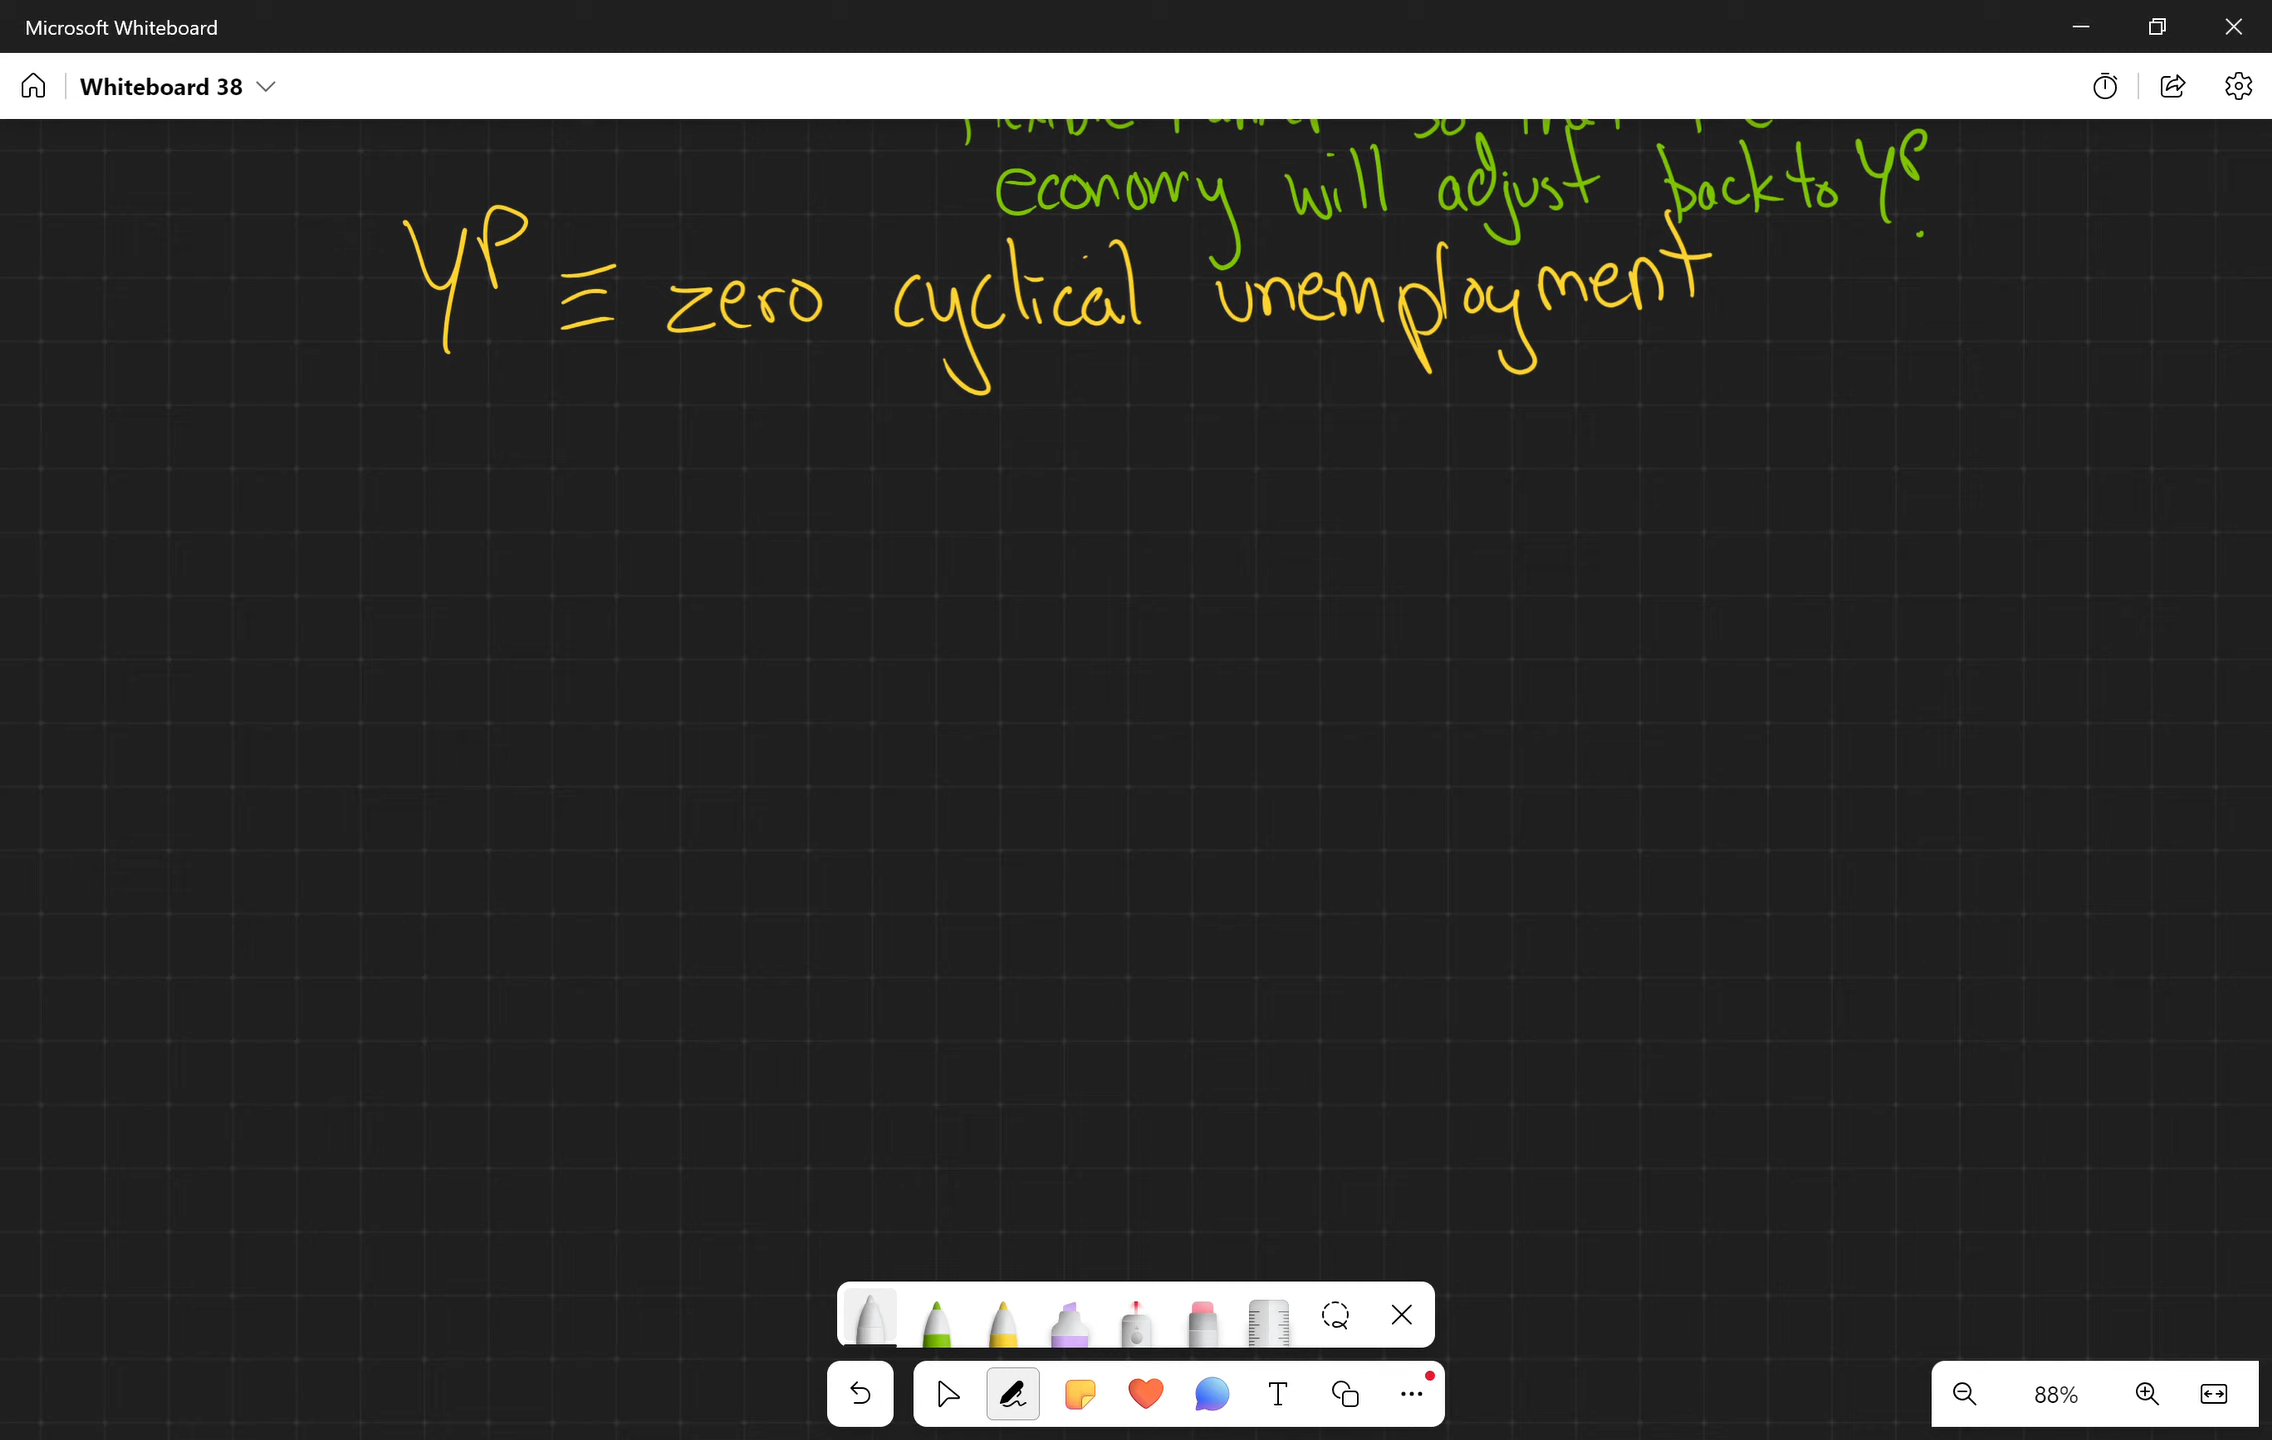 Microsoft Whiteboard
Whiteboard 38
economy will adjust back to YP.
YP ≡ zero cyclical unemployment
88%